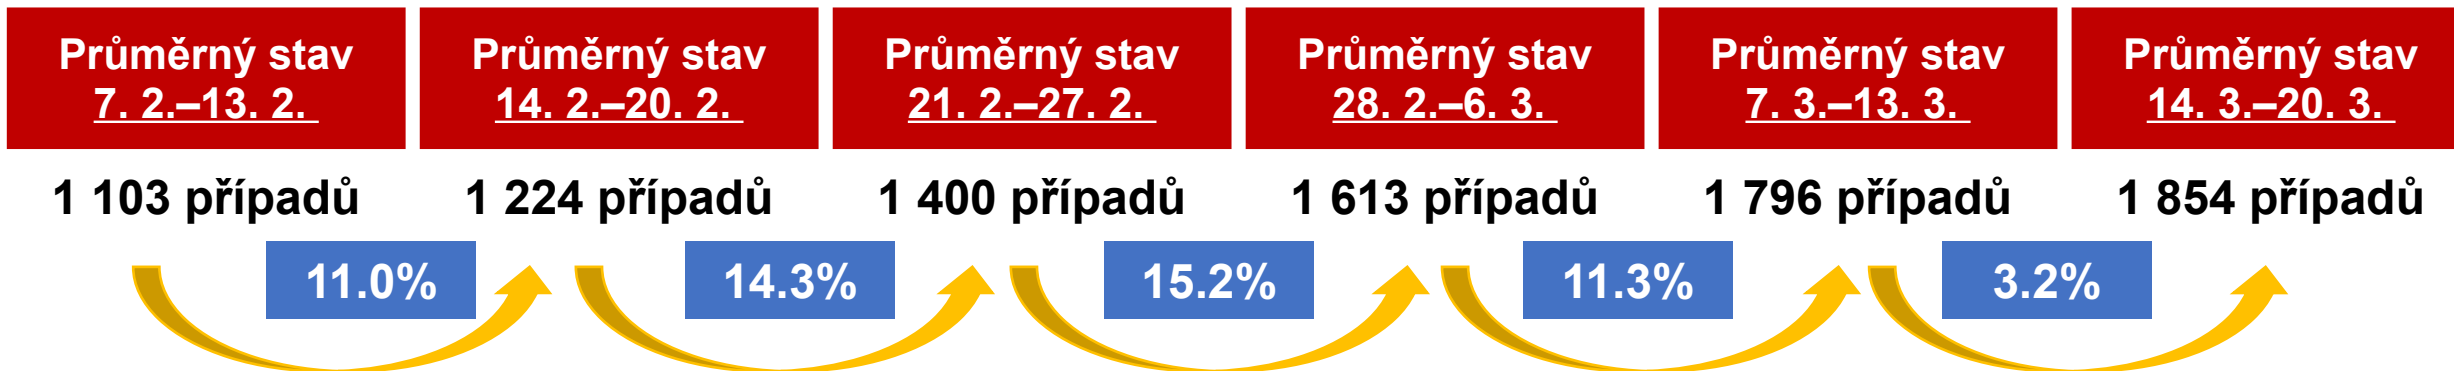 Průměrný stav
7. 2.–13. 2.
Průměrný stav
14. 2.–20. 2.
Průměrný stav
21. 2.–27. 2.
Průměrný stav
28. 2.–6. 3.
Průměrný stav
7. 3.–13. 3.
Průměrný stav
14. 3.–20. 3.
1 103 případů
1 224 případů
1 400 případů
1 613 případů
1 796 případů
1 854 případů
11.0%
14.3%
15.2%
11.3%
3.2%